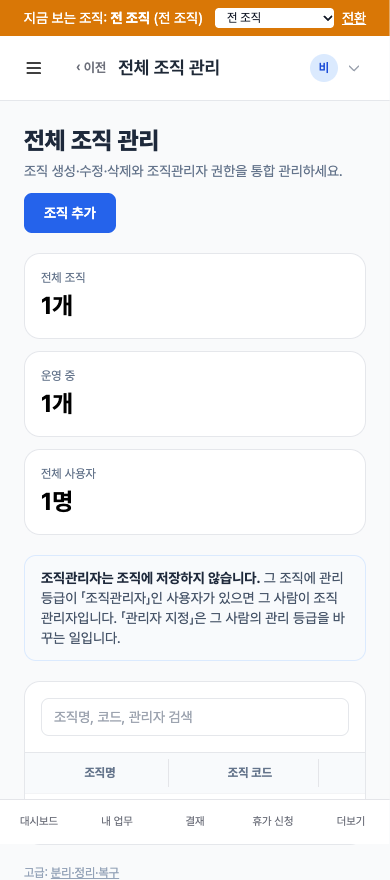 지금 보는 조직: 전 조직 (전 조직) 전 조직 전환
‹ 이전 전체 조직 관리 비
전체 조직 관리
조직 생성·수정·삭제와 조직관리자 권한을 통합 관리하세요.
조직 추가
전체 조직
1개
운영 중
1개
전체 사용자
1명
조직관리자는 조직에 저장하지 않습니다. 그 조직에 관리
등급이 「조직관리자」인 사용자가 있으면 그 사람이 조직
관리자입니다. 「관리자 지정」은 그 사람의 관리 등급을 바
꾸는 일입니다.
조직명, 코드, 관리자 검색
조직명 조직 코드
대시보드 내 업무 결재 휴가 신청 더보기
고급: 분리·정리·복구